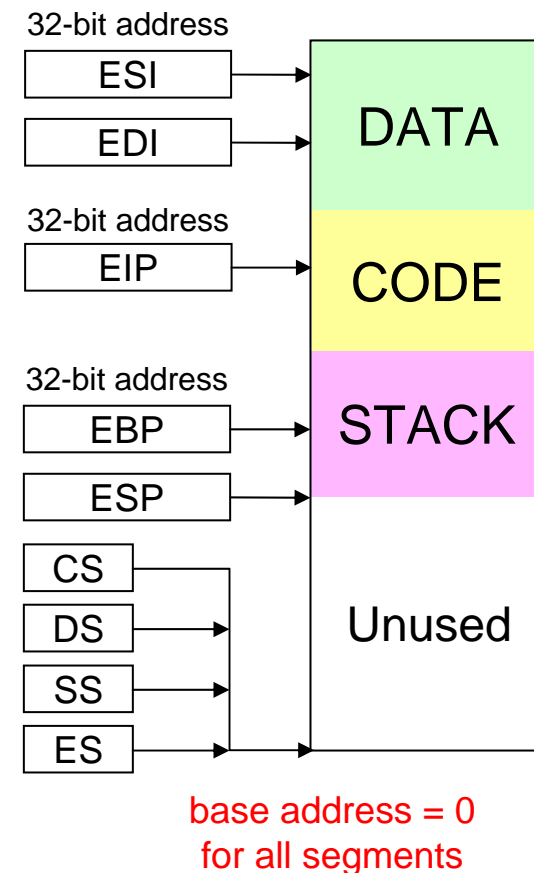 32-bit address
ESI
EDI
DATA
32-bit address
EIP
CODE
32-bit address
EBP
STACK
ESP
CS
DS
Unused
SS
ES
base address = 0
for all segments